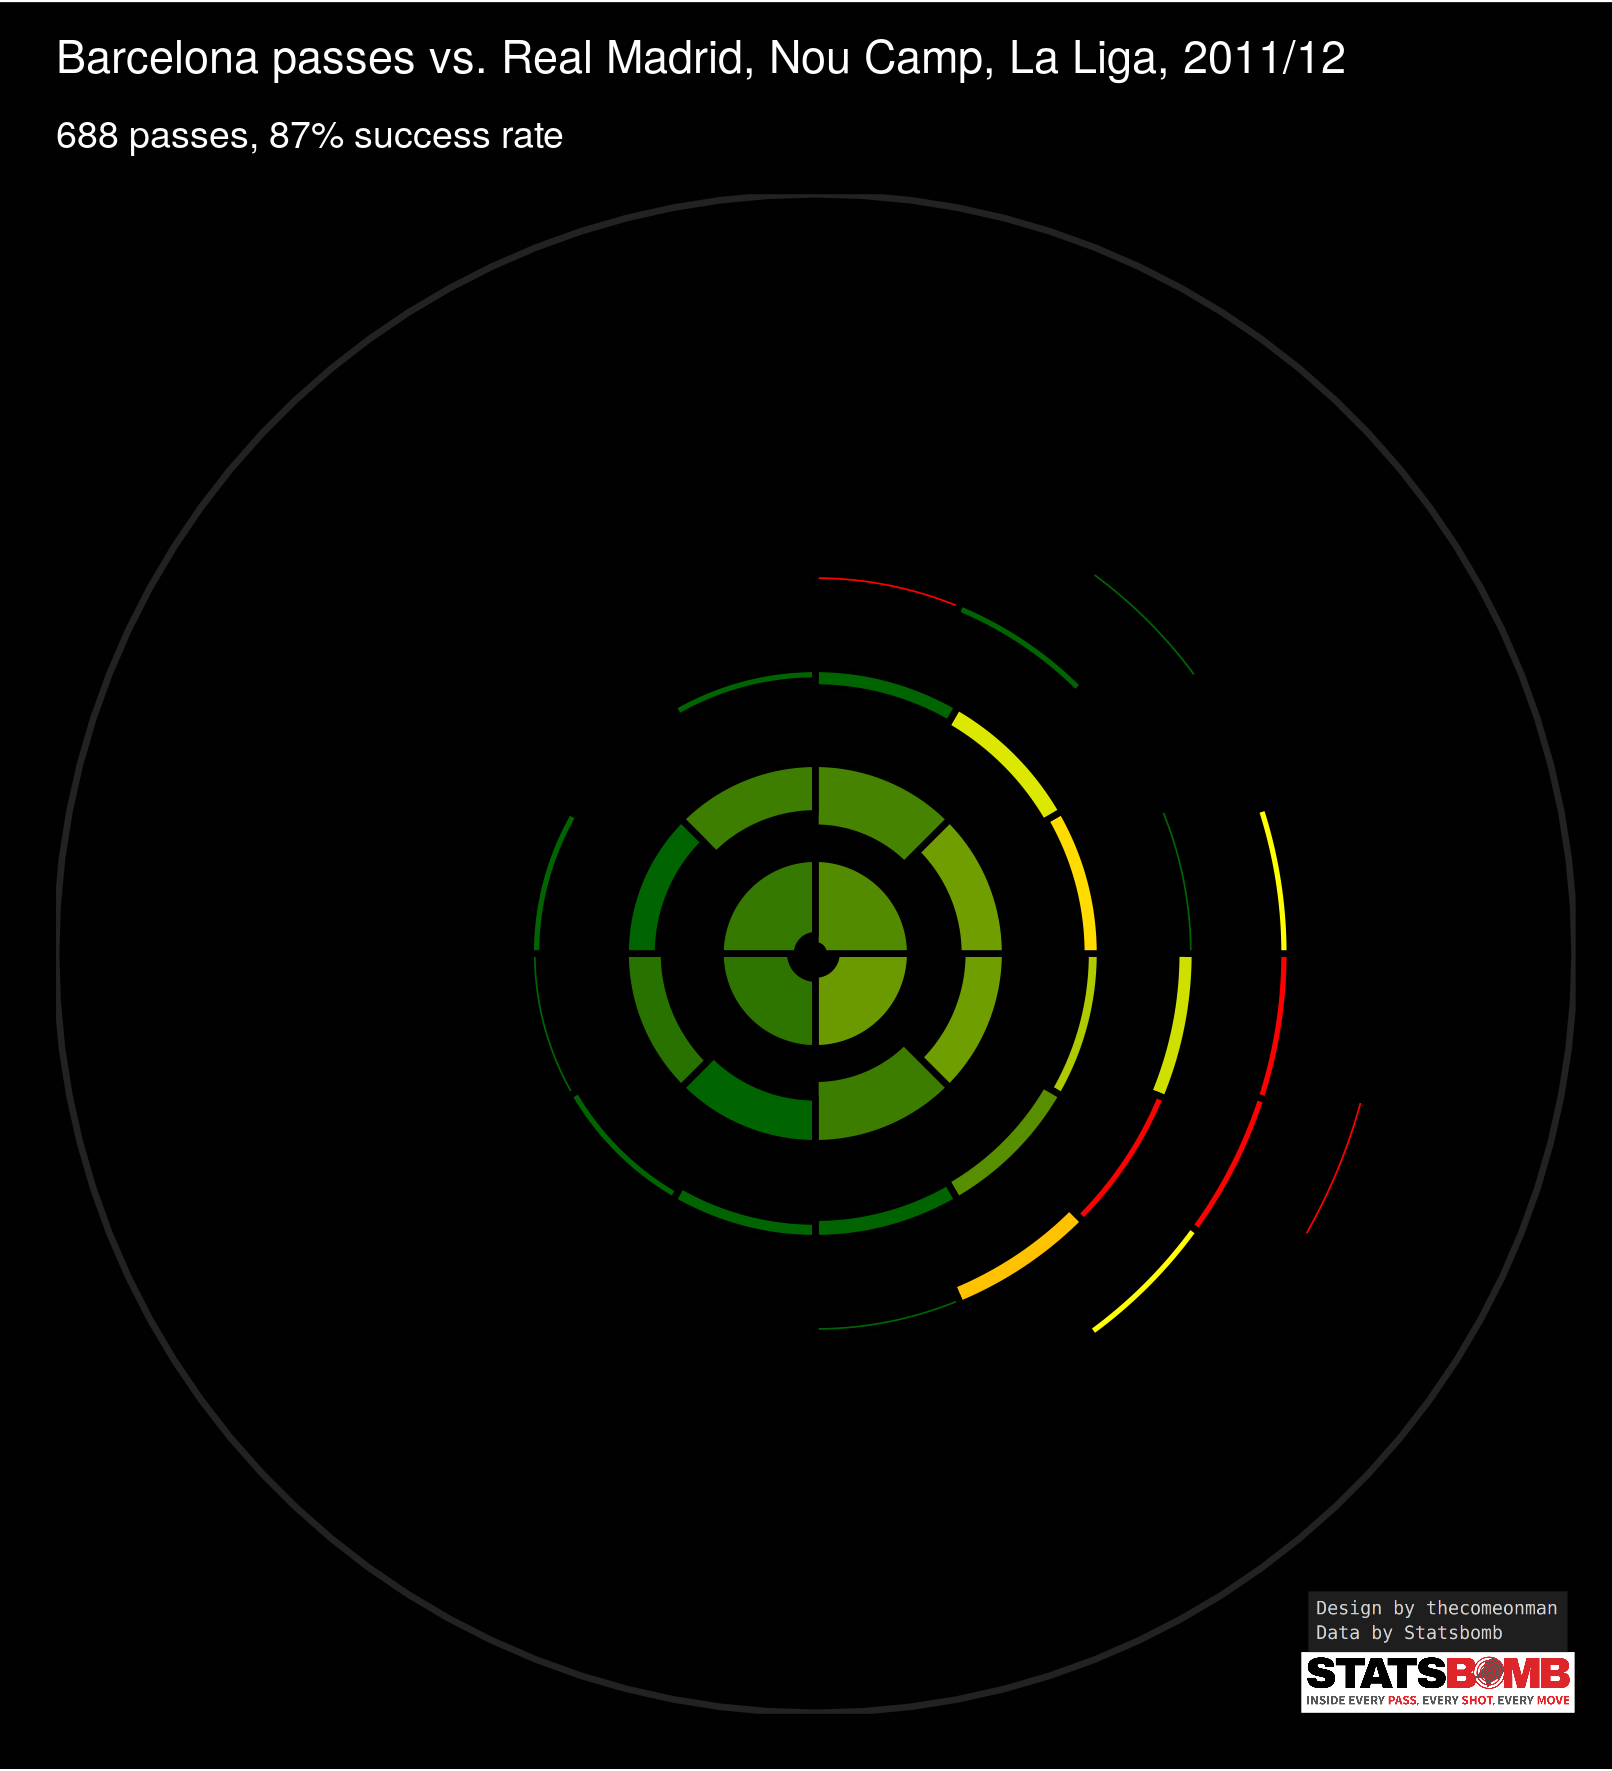 Barcelona passes vs. Real Madrid, Nou Camp, La Liga, 2011/12
688 passes, 87% success rate
Design by thecomeonman
Data by Statsbomb
STATSBOMB
INSIDE EVERY PASS, EVERY SHOT, EVERY MOVE